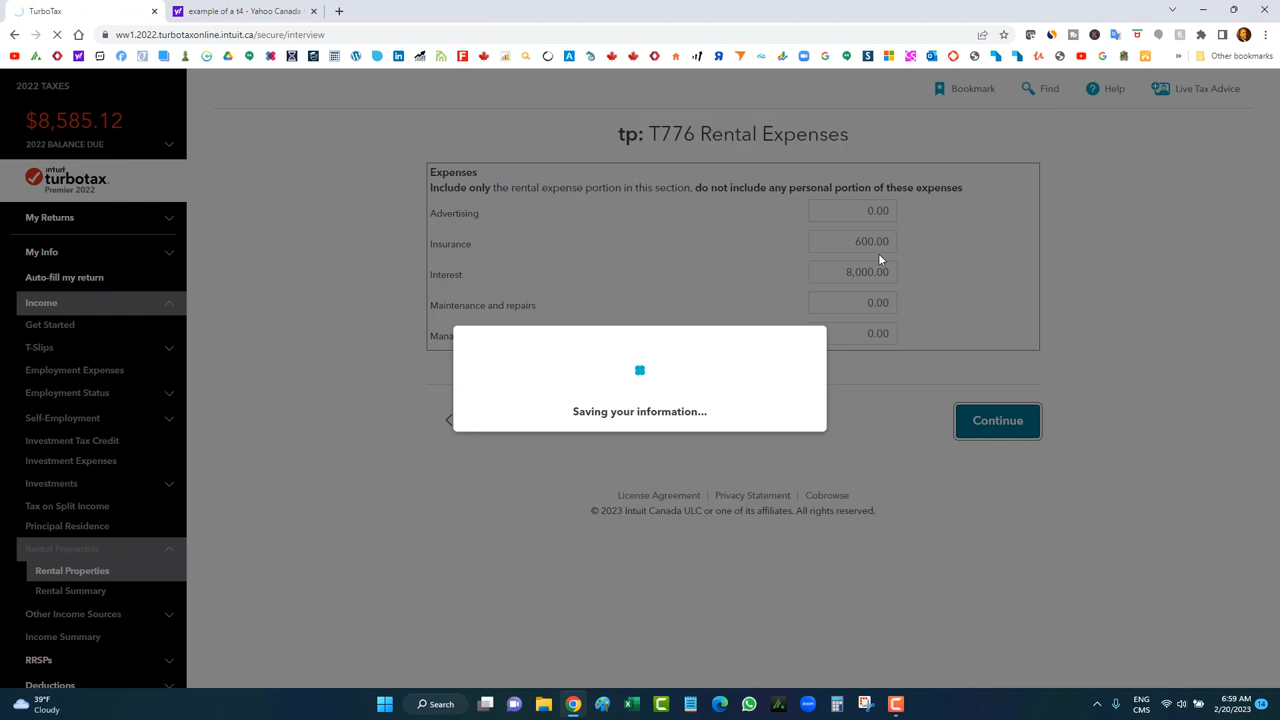 TurboTax
example of a t4 - Yahoo Canada
ww1.2022.turbotaxonline.intuit.ca/secure/interview
Other bookmarks
2022 TAXES
$8,585.12
2022 BALANCE DUE
intuit
turbotax.
Premier 2022
My Returns
My Info
Auto-fill my return
Income
Get Started
T-Slips
Employment Expenses
Employment Status
Self-Employment
Investment Tax Credit
Investment Expenses
Investments
Tax on Split Income
Principal Residence
Rental Properties
Rental Properties
Rental Summary
Other Income Sources
Income Summary
RRSPs
Deductions
Bookmark
Find
Help
Live Tax Advice
tp: T776 Rental Expenses
Expenses
Include only the rental expense portion in this section, do not include any personal portion of these expenses
Advertising 0.00
Insurance 600.00
Interest 8,000.00
Maintenance and repairs 0.00
Mana 0.00
Saving your information...
Continue
License Agreement | Privacy Statement | Cobrowse
© 2023 Intuit Canada ULC or one of its affiliates. All rights reserved.
39°F
Cloudy
Search
ENG
CMS
6:59 AM
2/20/2023